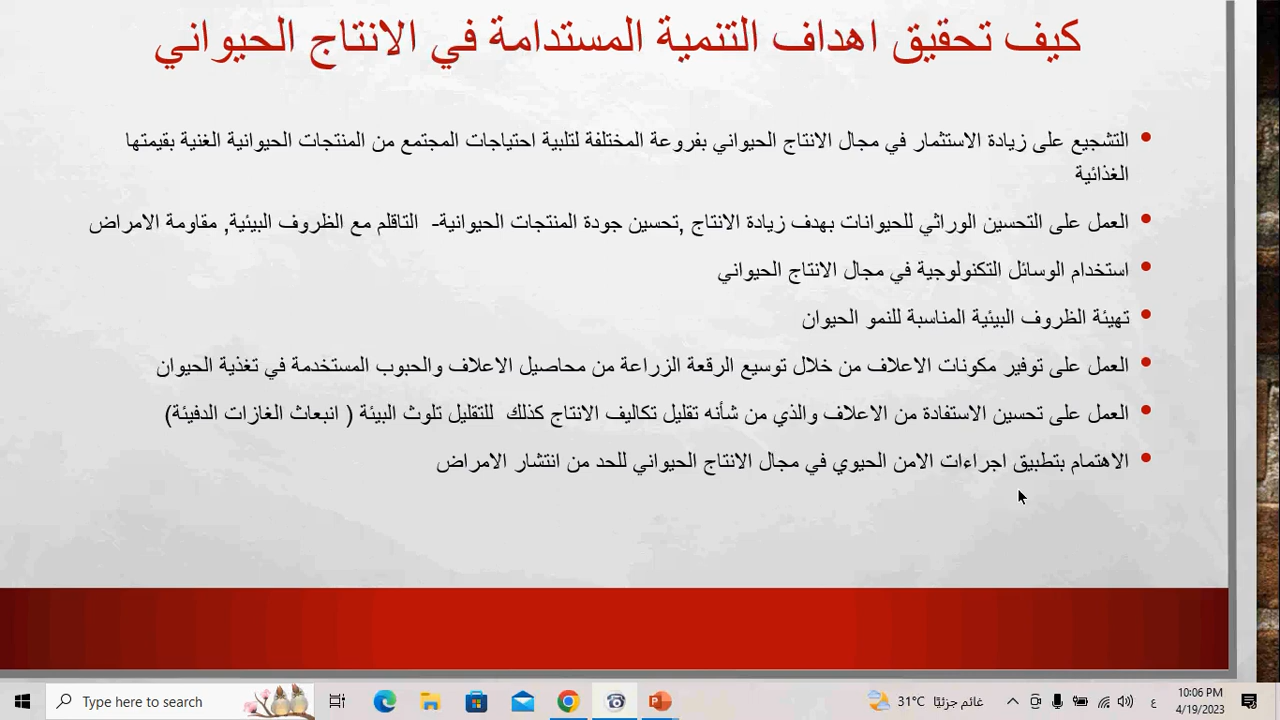 كيف تحقيق اهداف التنمية المستدامة في الانتاج الحيواني
• التشجيع على زيادة الاستثمار في مجال الانتاج الحيواني بفروعة المختلفة لتلبية احتياجات المجتمع من المنتجات الحيوانية الغنية بقيمتها
الغذائية
• العمل على التحسين الوراثي للحيوانات بهدف زيادة الانتاج ,تحسين جودة المنتجات الحيوانية- التاقلم مع الظروف البيئية, مقاومة الامراض
• استخدام الوسائل التكنولوجية في مجال الانتاج الحيواني
• تهيئة الظروف البيئية المناسبة للنمو الحيوان
• العمل على توفير مكونات الاعلاف من خلال توسيع الرقعة الزراعة من محاصيل الاعلاف والحبوب المستخدمة في تغذية الحيوان
• العمل على تحسين الاستفادة من الاعلاف والذي من شأنه تقليل تكاليف الانتاج كذلك للتقليل تلوث البيئة ( انبعاث الغازات الدفيئة)
• الاهتمام بتطبيق اجراءات الامن الحيوي في مجال الانتاج الحيواني للحد من انتشار الامراض
Type here to search
31°C غائم جزئيًا
ع
10:06 PM
4/19/2023